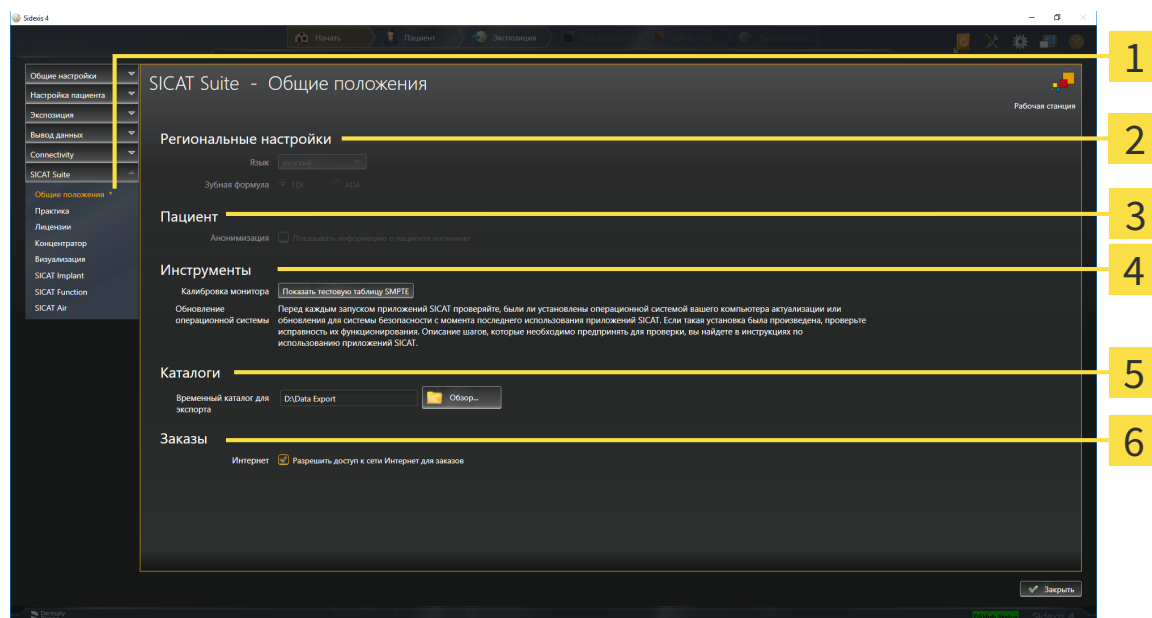 Sidexis 4
Начать
Пациент
Экспозиция
1
Общие настройки
Настройка пациента
Экспозиция
Вывод данных
Connectivity
SICAT Suite
Общие положения *
Практика
Лицензии
Концентратор
Визуализация
SICAT Implant
SICAT Function
SICAT Air
SICAT Suite - Общие положения
Рабочая станция
Региональные настройки
2
Язык русский
Зубная формула FDI ADA
Пациент
3
Анонимизация Показывать информацию о пациенте анонимно
Инструменты
4
Калибровка монитора Показать тестовую таблицу SMPTE
Обновление операционной системы
Перед каждым запуском приложений SICAT проверяйте, были ли установлены операционной системой вашего компьютера актуализации или
обновления для системы безопасности с момента последнего использования приложений SICAT. Если такая установка была произведена, проверьте
исправность их функционирования. Описание шагов, которые необходимо предпринять для проверки, вы найдете в инструкциях по
использованию приложений SICAT.
Каталоги
5
Временный каталог для экспорта
D:\Data Export Обзор...
Заказы
6
Интернет Разрешить доступ к сети Интернет для заказов
Закрыть
Dentsply
Sidexis 4